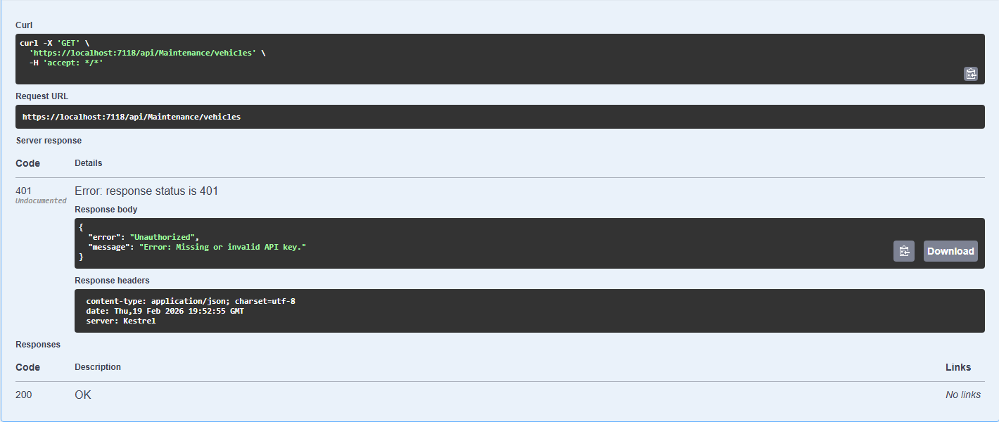 Curl
curl -X 'GET' \
  'https://localhost:7118/api/Maintenance/vehicles' \
  -H 'accept: */*'
Request URL
https://localhost:7118/api/Maintenance/vehicles
Server response
Code Details
401 Error: response status is 401
Undocumented
Response body
{
  "error": "Unauthorized",
  "message": "Error: Missing or invalid API key."
}
Download
Response headers
content-type: application/json; charset=utf-8
date: Thu,19 Feb 2026 19:52:55 GMT
server: Kestrel
Responses
Code Description Links
200 OK No links